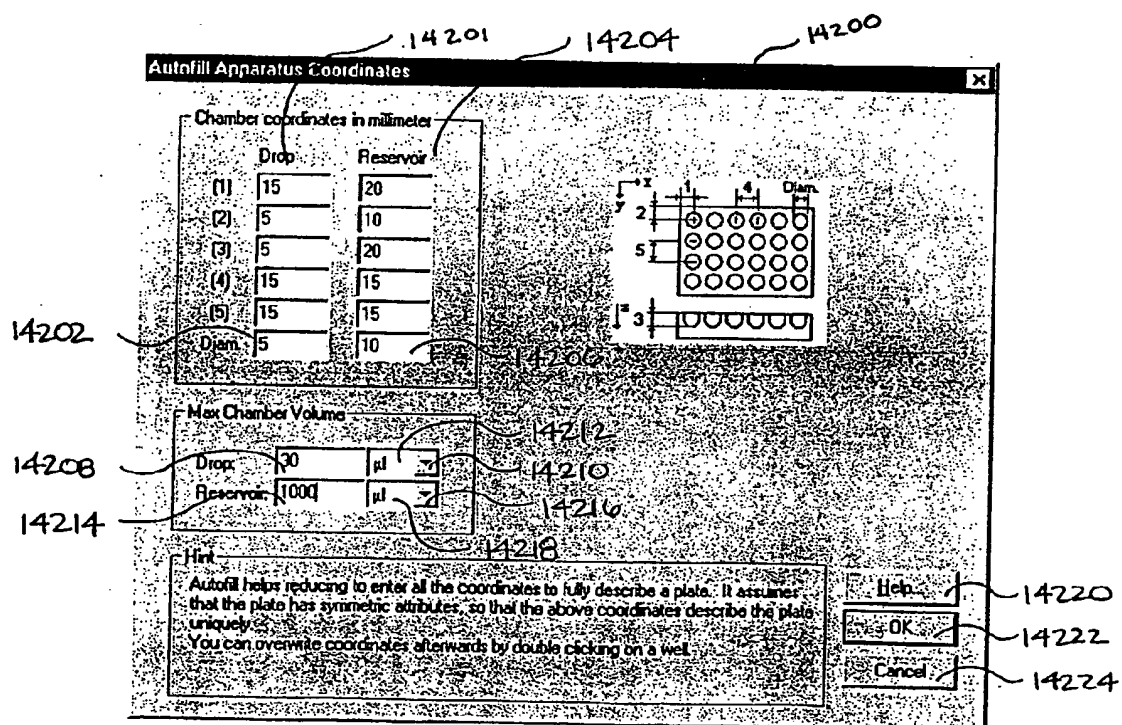 14201 14204 14200
Autofill Apparatus Coordinates
Chamber coordinates in millimeter
Drop Reservoir
(1) 15 20
(2) 5 10
(3) 5 20
(4) 15 15
(5) 15 15
14202 Diam. 5 10 14206
x y 1 4 Diam.
2
5
z 3
Max Chamber Volume
14212
14208 Drop: 30 µl 14210
Reservoir: 1000 µl 14216
14214 14218
Hint
Autofill helps reducing to enter all the coordinates to fully describe a plate. It assumes
that the plate has symmetric attributes, so that the above coordinates describe the plate
uniquely.
You can overwrite coordinates afterwards by double clicking on a well.
Help... 14220
OK 14222
Cancel 14224